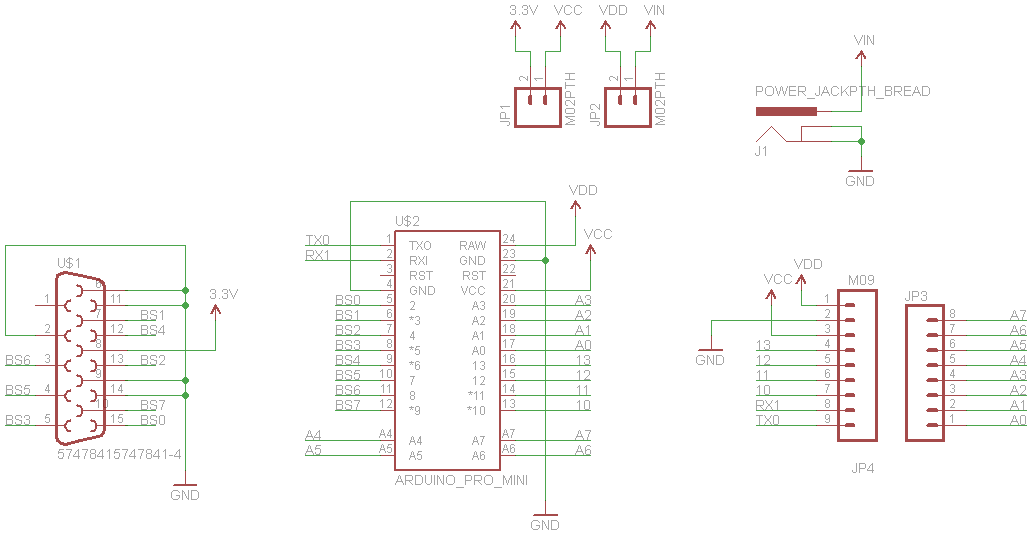 3.3V VCC VDD VIN
2 1 2 1
JP1 M02PTH JP2 M02PTH
VIN
POWER_JACKPTH_BREAD
J1
GND
U$1
6
1 11
7 BS1
2 12 BS4
8
BS6 3 13 BS2
9
BS5 4 14
10 BS7
BS3 5 15 BS0
57478415747841-4
3.3V
GND
VDD
VCC
U$2
TX0 1 TXO RAW 24
RX1 2 RXI GND 23
3 RST RST 22
4 GND VCC 21
BS0 5 2 A3 20 A3
BS1 6 *3 A2 19 A2
BS2 7 4 A1 18 A1
BS3 8 *5 A0 17 A0
BS4 9 *6 13 16 13
BS5 10 7 12 15 12
BS6 11 8 *11 14 11
BS7 12 *9 *10 13 10
A4 A4 A4 A7 A7 A7
A5 A5 A5 A6 A6 A6
ARDUINO_PRO_MINI
GND
VDD
VCC M09
1
2
3
GND
13 4
12 5
11 6
10 7
RX1 8
TX0 9
JP4
JP3
8 A7
7 A6
6 A5
5 A4
4 A3
3 A2
2 A1
1 A0